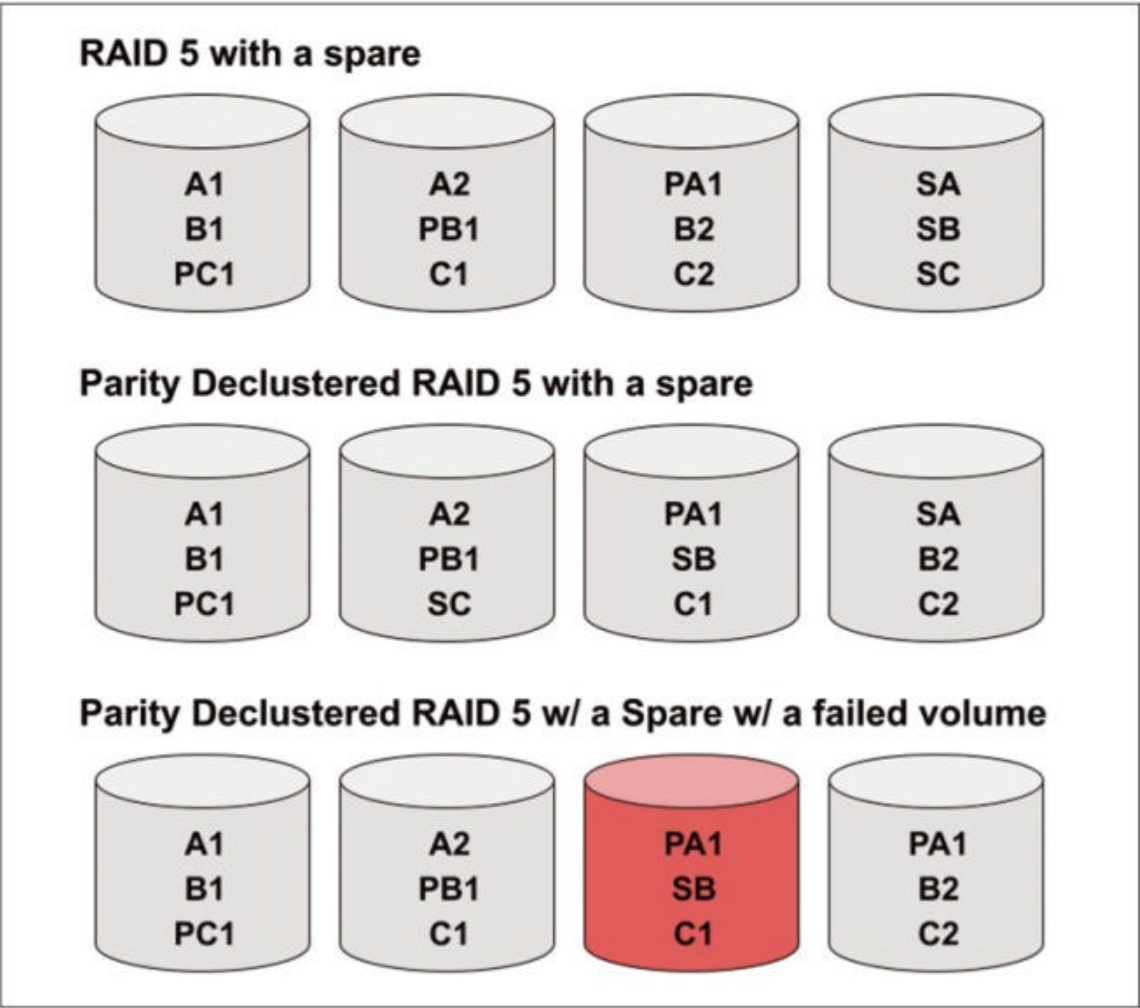 RAID 5 with a spare
A1 A2 PA1 SA
B1 PB1 B2 SB
PC1 C1 C2 SC
Parity Declustered RAID 5 with a spare
A1 A2 PA1 SA
B1 PB1 SB B2
PC1 SC C1 C2
Parity Declustered RAID 5 w/ a Spare w/ a failed volume
A1 A2 PA1 PA1
B1 PB1 SB B2
PC1 C1 C1 C2